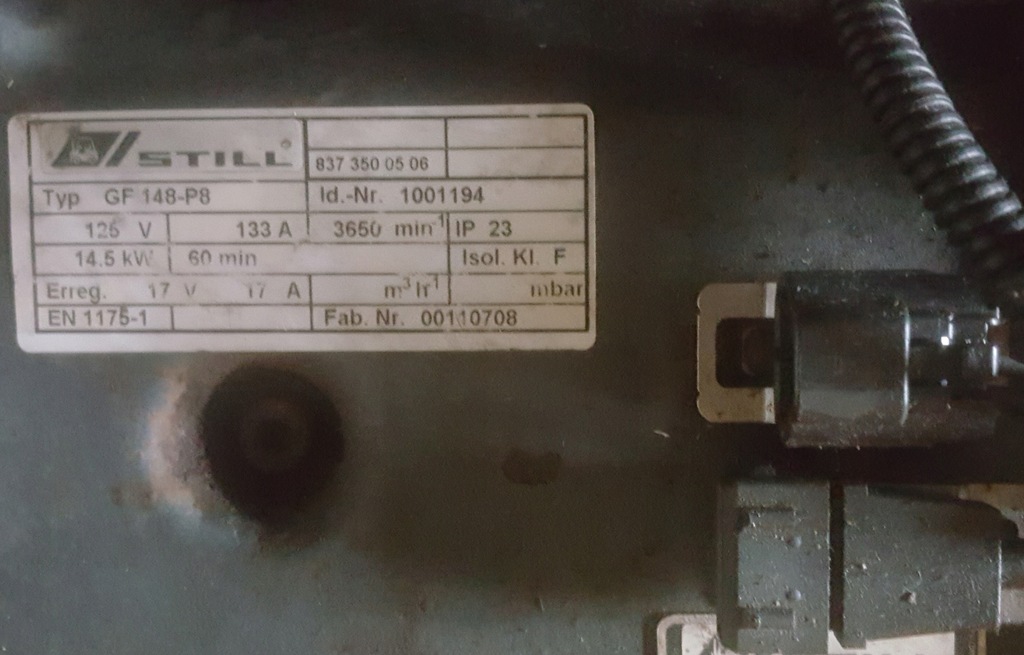 STILL®
837 350 05 06
Typ GF 148-P8 Id.-Nr. 1001194
125 V 133 A 3650 min-1 IP 23
14.5 kW 60 min Isol. Kl. F
Erreg. 17 V 17 A m³ h-1 mbar
EN 1175-1 Fab. Nr. 00110708